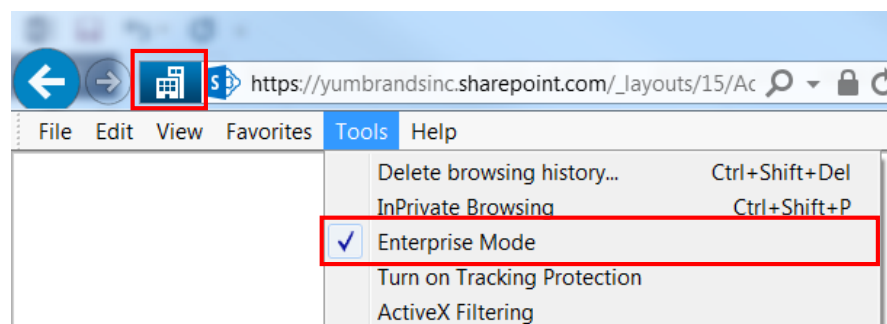 S https://yumbrandsinc.sharepoint.com/_layouts/15/Ac
File Edit View Favorites Tools Help
Delete browsing history... Ctrl+Shift+Del
InPrivate Browsing Ctrl+Shift+P
Enterprise Mode
Turn on Tracking Protection
ActiveX Filtering